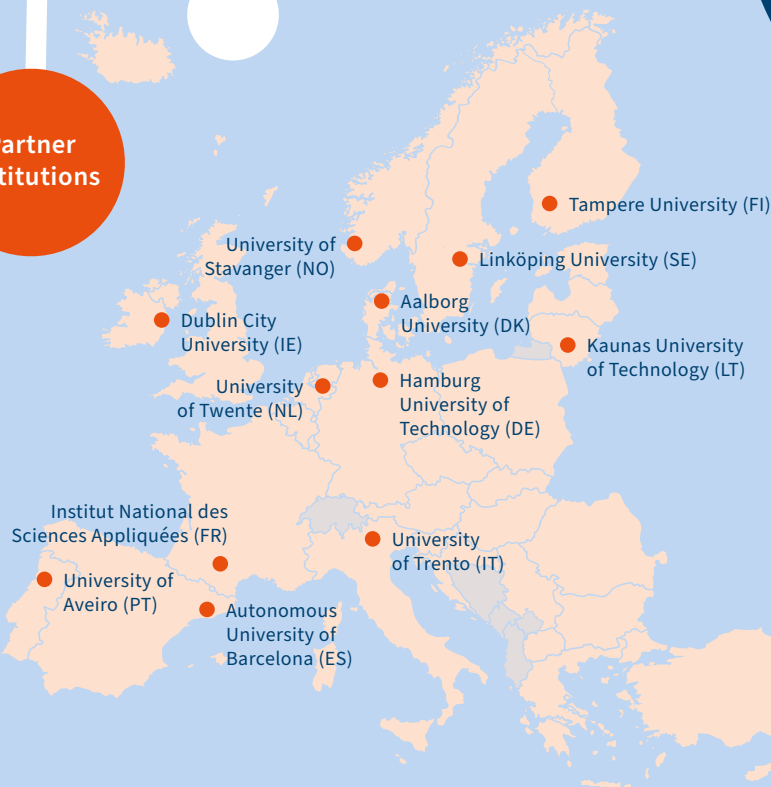 artner
titutions
Tampere University (FI)
University of
Stavanger (NO)
Linköping University (SE)
Aalborg
University (DK)
Dublin City
University (IE)
Kaunas University
of Technology (LT)
University
of Twente (NL)
Hamburg
University of
Technology (DE)
Institut National des
Sciences Appliquées (FR)
University
of Trento (IT)
University of
Aveiro (PT)
Autonomous
University of
Barcelona (ES)